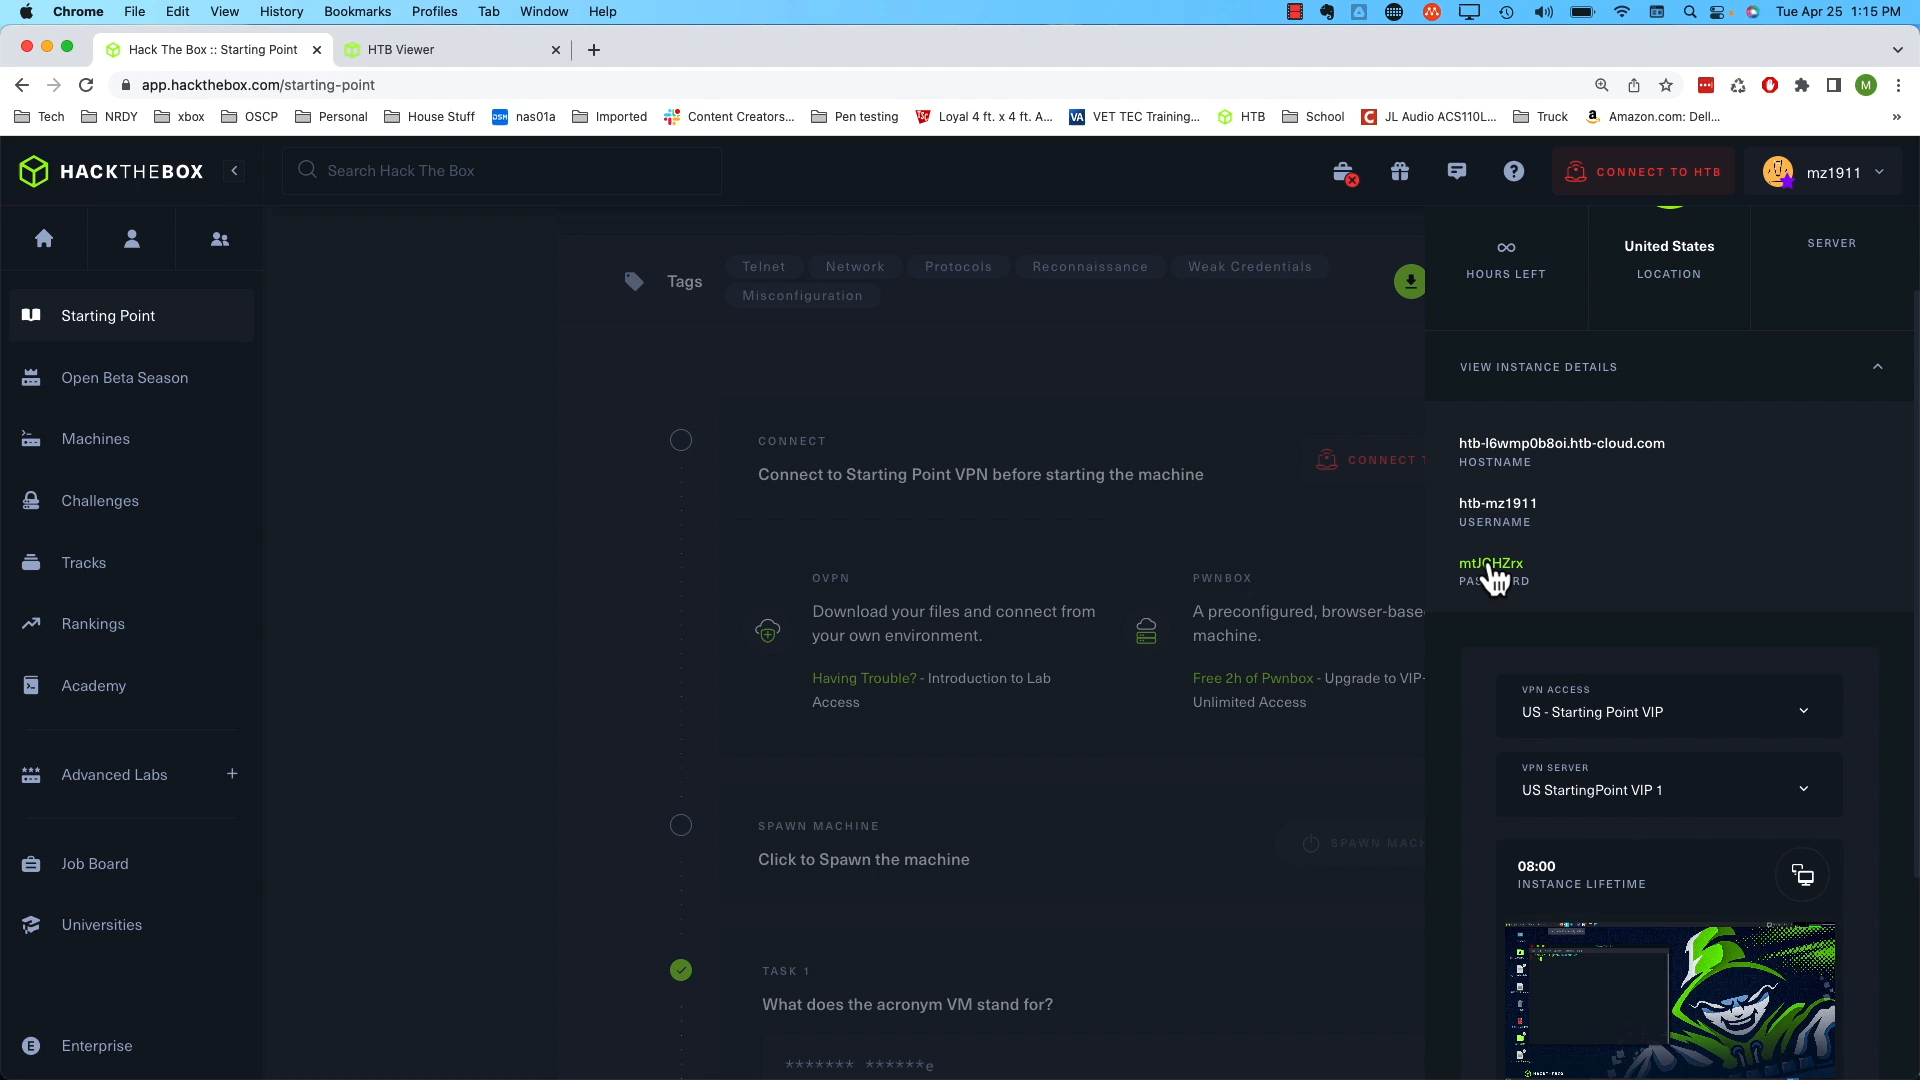 Chrome File Edit View History Bookmarks Profiles Tab Window Help Tue Apr 25 1:15 PM
Hack The Box :: Starting Point HTB Viewer
app.hackthebox.com/starting-point
Tech NRDY xbox OSCP Personal House Stuff nas01a Imported Content Creators... Pen testing Loyal 4 ft. x 4 ft. A... VET TEC Training... HTB School JL Audio ACS110L... Truck Amazon.com: Dell... »
HACKTHEBOX Search Hack The Box CONNECT TO HTB mz1911
Starting Point
Open Beta Season
Machines
Challenges
Tracks
Rankings
Academy
Advanced Labs +
Job Board
Universities
Enterprise
Tags
Telnet Network Protocols Reconnaissance Weak Credentials
Misconfiguration
CONNECT
Connect to Starting Point VPN before starting the machine
CONNECT T
OVPN
Download your files and connect from
your own environment.
Having Trouble? - Introduction to Lab
Access
PWNBOX
A preconfigured, browser-base
machine.
Free 2h of Pwnbox - Upgrade to VIP-
Unlimited Access
SPAWN MACHINE
Click to Spawn the machine
SPAWN MACH
TASK 1
What does the acronym VM stand for?
******* ******e
∞
HOURS LEFT
United States
LOCATION
SERVER
VIEW INSTANCE DETAILS
htb-l6wmp0b8oi.htb-cloud.com
HOSTNAME
htb-mz1911
USERNAME
VPN ACCESS
US - Starting Point VIP
VPN SERVER
US StartingPoint VIP 1
08:00
INSTANCE LIFETIME